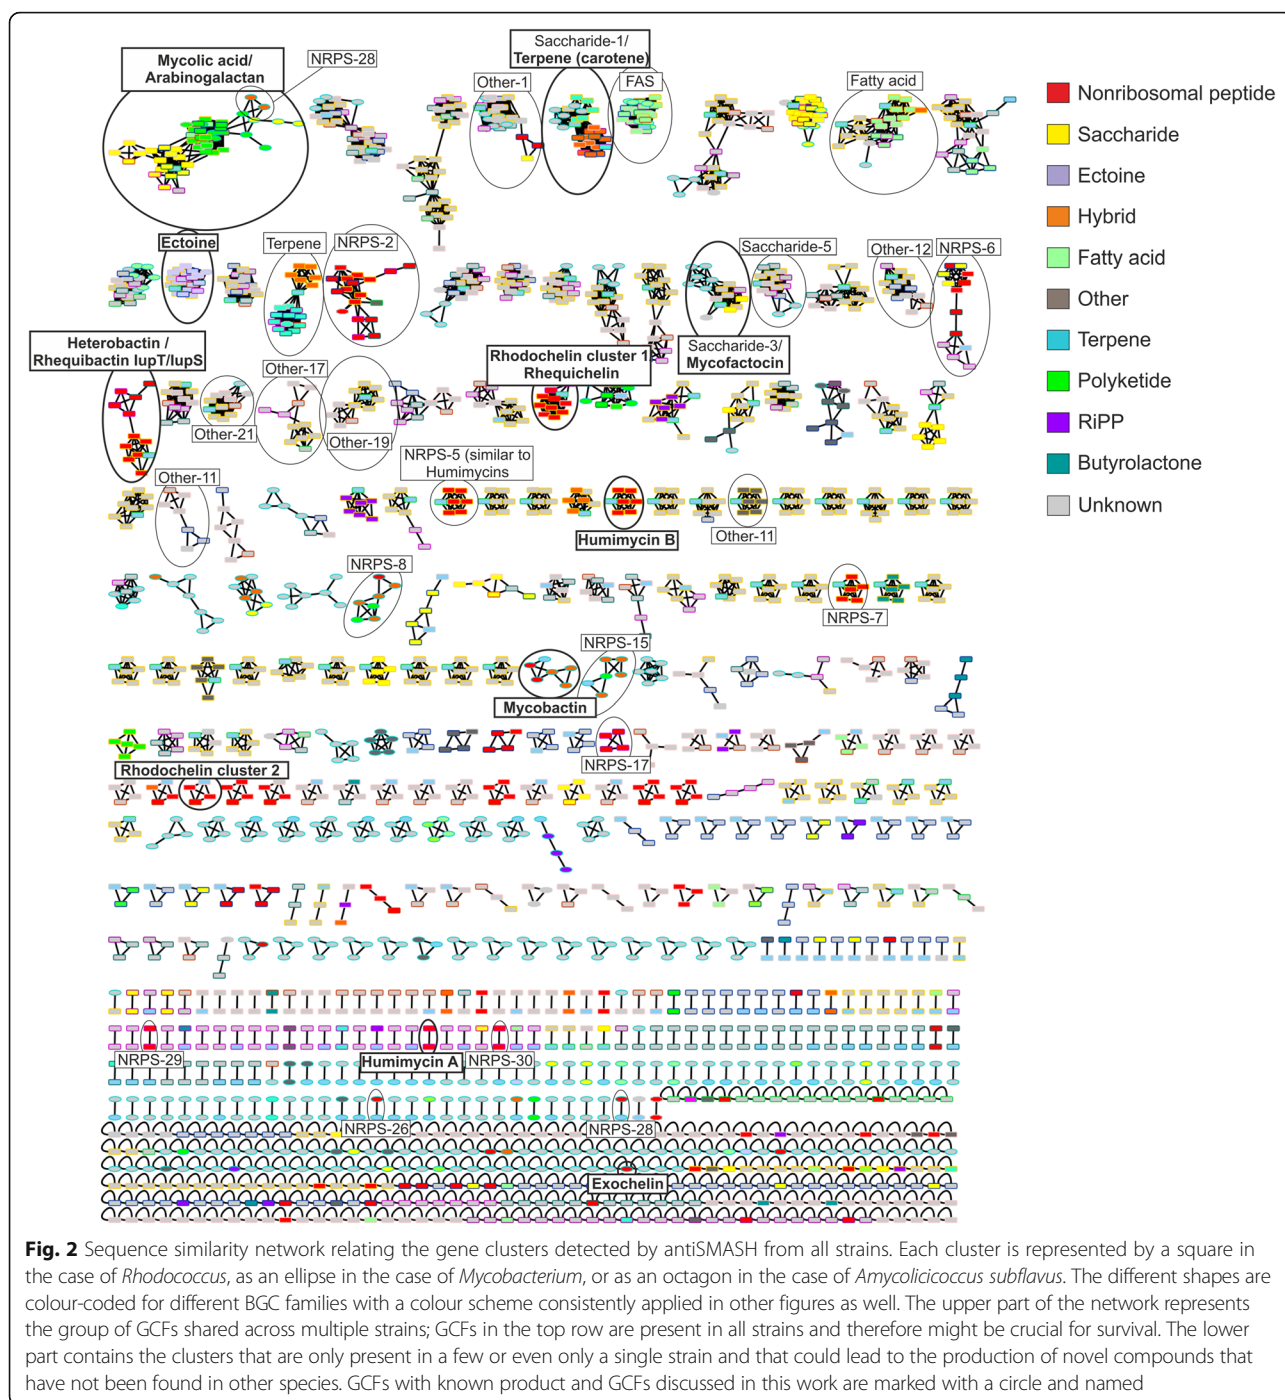 Mycolic acid/
Arabinogalactan
NRPS-28
Other-1
Saccharide-1/
Terpene (carotene)
FAS
Fatty acid
Nonribosomal peptide
Saccharide
Ectoine
Hybrid
Fatty acid
Other
Terpene
Polyketide
RiPP
Butyrolactone
Unknown
Ectoine
Terpene
NRPS-2
Saccharide-5
Other-12
NRPS-6
Heterobactin /
Rhequibactin IupT/IupS
Other-17
Rhodochelin cluster 1
Rhequichelin
Saccharide-3/
Mycofactocin
Other-21
Other-19
NRPS-5 (similar to
Humimycins
Other-11
Humimycin B
Other-11
NRPS-8
NRPS-7
NRPS-15
Mycobactin
NRPS-17
Rhodochelin cluster 2
NRPS-29
Humimycin A
NRPS-30
NRPS-26
NRPS-28
Exochelin
Fig. 2 Sequence similarity network relating the gene clusters detected by antiSMASH from all strains. Each cluster is represented by a square in
the case of Rhodococcus, as an ellipse in the case of Mycobacterium, or as an octagon in the case of Amycolicicoccus subflavus. The different shapes are
colour-coded for different BGC families with a colour scheme consistently applied in other figures as well. The upper part of the network represents
the group of GCFs shared across multiple strains; GCFs in the top row are present in all strains and therefore might be crucial for survival. The lower
part contains the clusters that are only present in a few or even only a single strain and that could lead to the production of novel compounds that
have not been found in other species. GCFs with known product and GCFs discussed in this work are marked with a circle and named